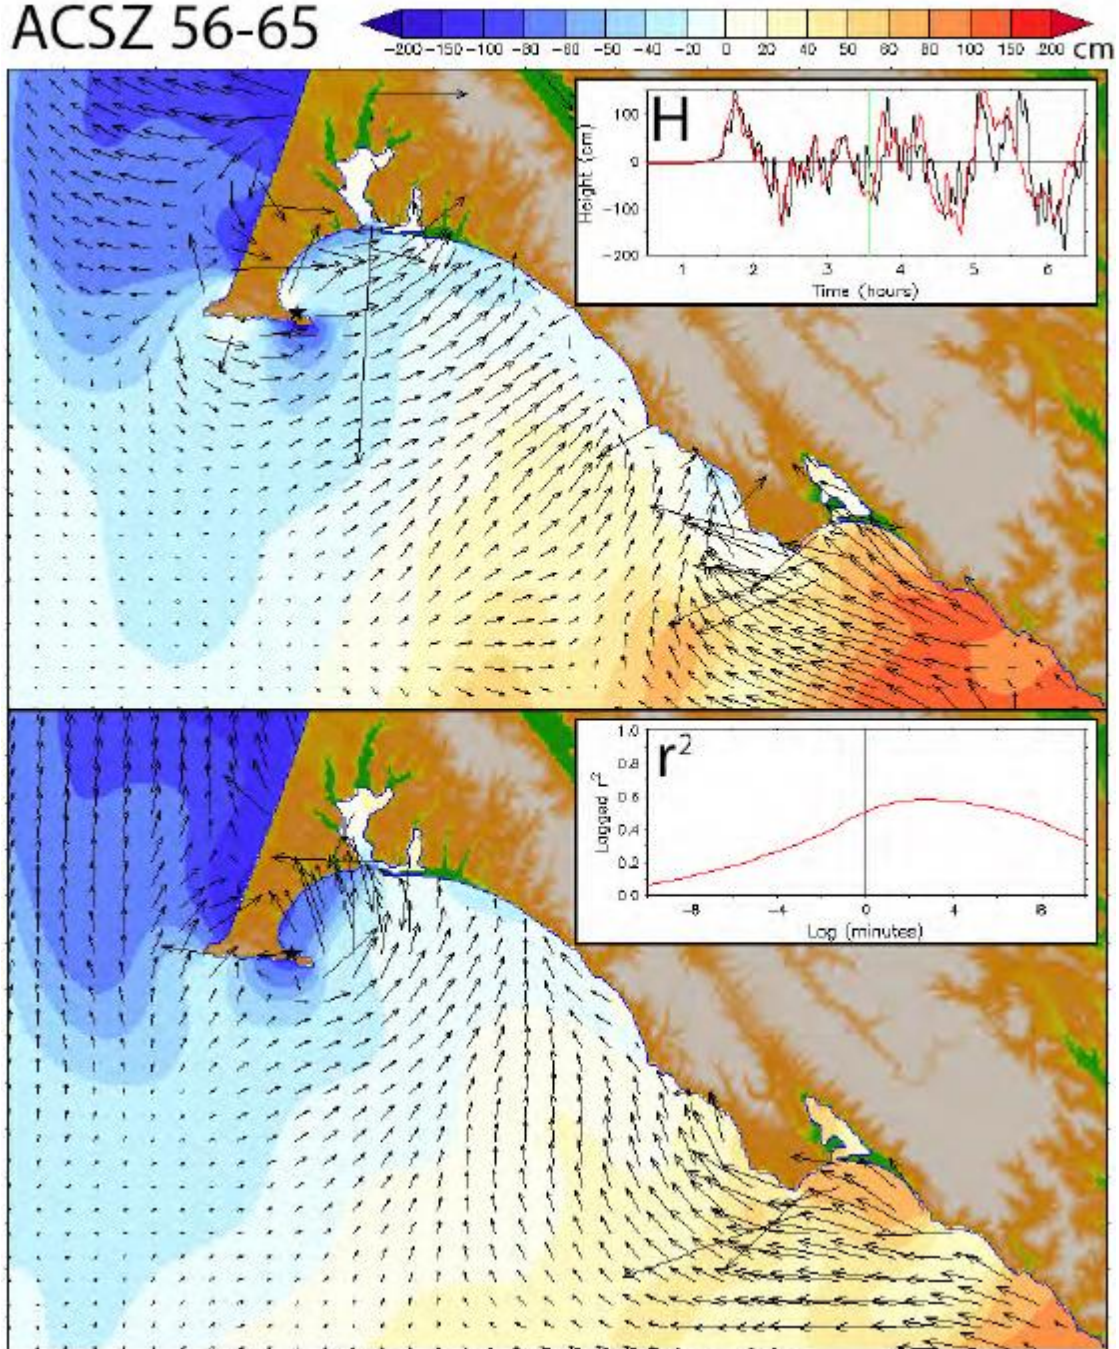 ACSZ 56-65
-200 -150 -100 -80 -60 -50 -40 -20 0 20 40 50 60 80 100 150 200 cm
H
Height (cm)
100
0
-100
-200
1 2 3 4 5 6
Time (hours)
r²
Lagged r²
1.0
0.8
0.6
0.4
0.2
0.0
-8 -4 0 4 8
Lag (minutes)